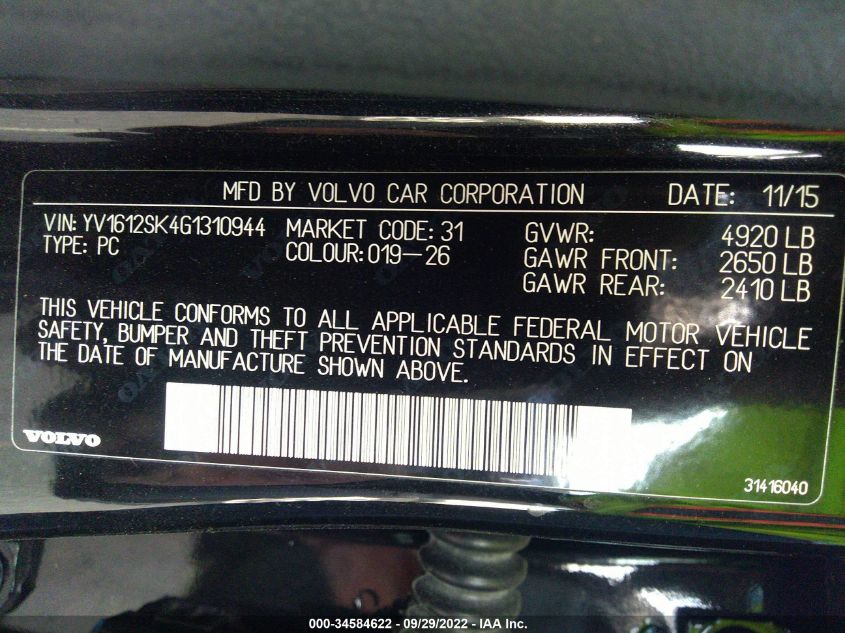 MFD BY VOLVO CAR CORPORATION DATE: 11/15
VIN: YV1612SK4G1310944 MARKET CODE: 31 GVWR: 4920 LB
TYPE: PC COLOUR: 019-26 GAWR FRONT: 2650 LB
GAWR REAR: 2410 LB
THIS VEHICLE CONFORMS TO ALL APPLICABLE FEDERAL MOTOR VEHICLE
SAFETY, BUMPER AND THEFT PREVENTION STANDARDS IN EFFECT ON
THE DATE OF MANUFACTURE SHOWN ABOVE.
VOLVO
31416040
000-34584622 - 09/29/2022 - IAA Inc.